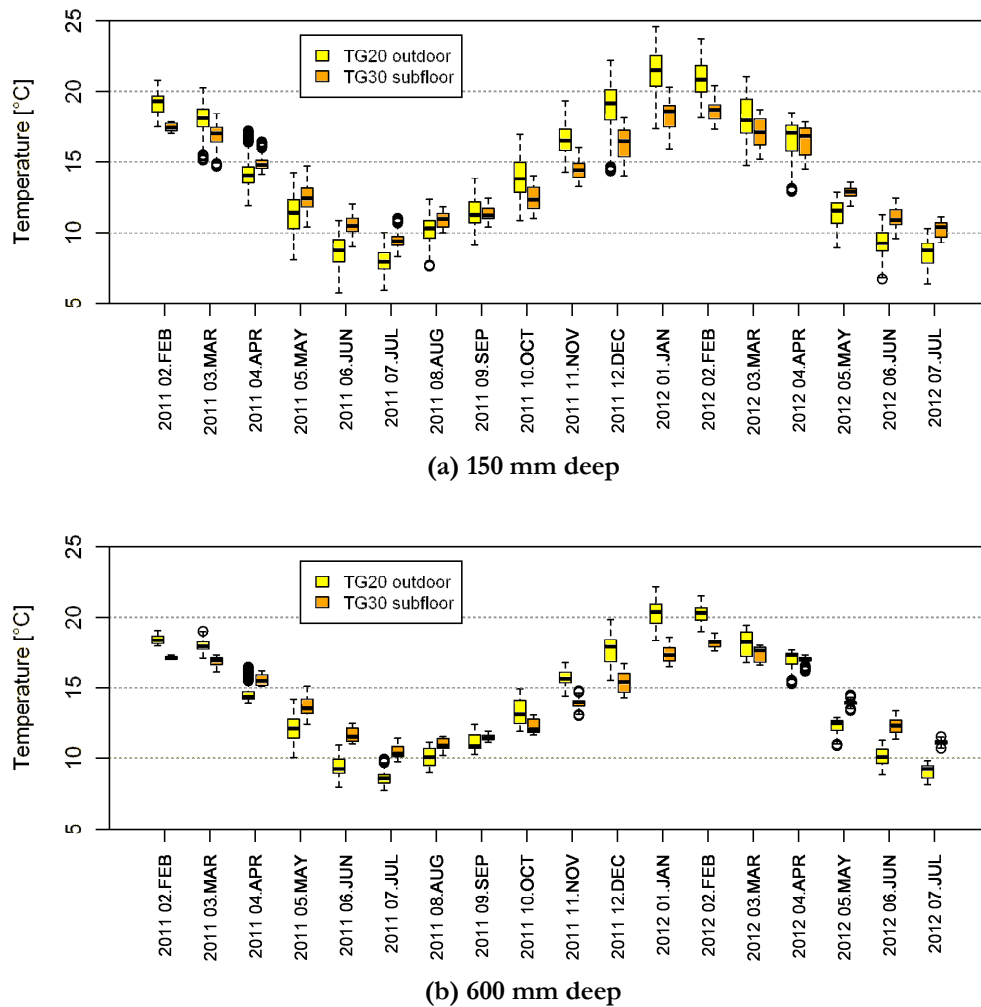 25
20
15
10
5
Temperature [°C]
TG20 outdoor
TG30 subfloor
2011 02.FEB
2011 03.MAR
2011 04.APR
2011 05.MAY
2011 06.JUN
2011 07.JUL
2011 08.AUG
2011 09.SEP
2011 10.OCT
2011 11.NOV
2011 12.DEC
2012 01.JAN
2012 02.FEB
2012 03.MAR
2012 04.APR
2012 05.MAY
2012 06.JUN
2012 07.JUL
(a) 150 mm deep
25
20
15
10
5
Temperature [°C]
TG20 outdoor
TG30 subfloor
2011 02.FEB
2011 03.MAR
2011 04.APR
2011 05.MAY
2011 06.JUN
2011 07.JUL
2011 08.AUG
2011 09.SEP
2011 10.OCT
2011 11.NOV
2011 12.DEC
2012 01.JAN
2012 02.FEB
2012 03.MAR
2012 04.APR
2012 05.MAY
2012 06.JUN
2012 07.JUL
(b) 600 mm deep